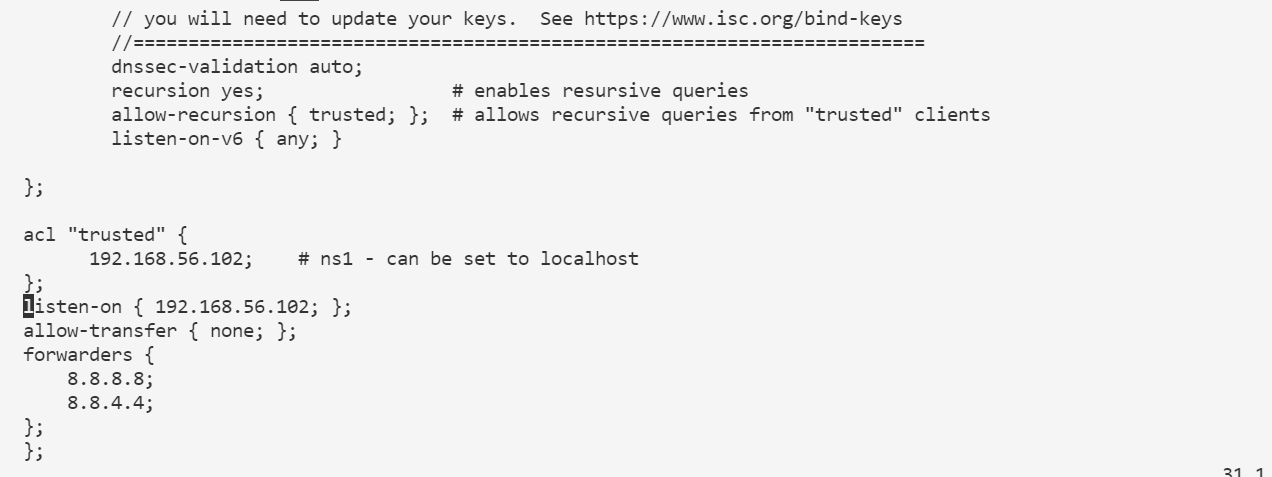 // you will need to update your keys.  See https://www.isc.org/bind-keys
//========================================================================
dnssec-validation auto;
recursion yes;                 # enables resursive queries
allow-recursion { trusted; };  # allows recursive queries from "trusted" clients
listen-on-v6 { any; }
};
acl "trusted" {
      192.168.56.102;    # ns1 - can be set to localhost
};
listen-on { 192.168.56.102; };
allow-transfer { none; };
forwarders {
    8.8.8.8;
    8.8.4.4;
};
};
31,1